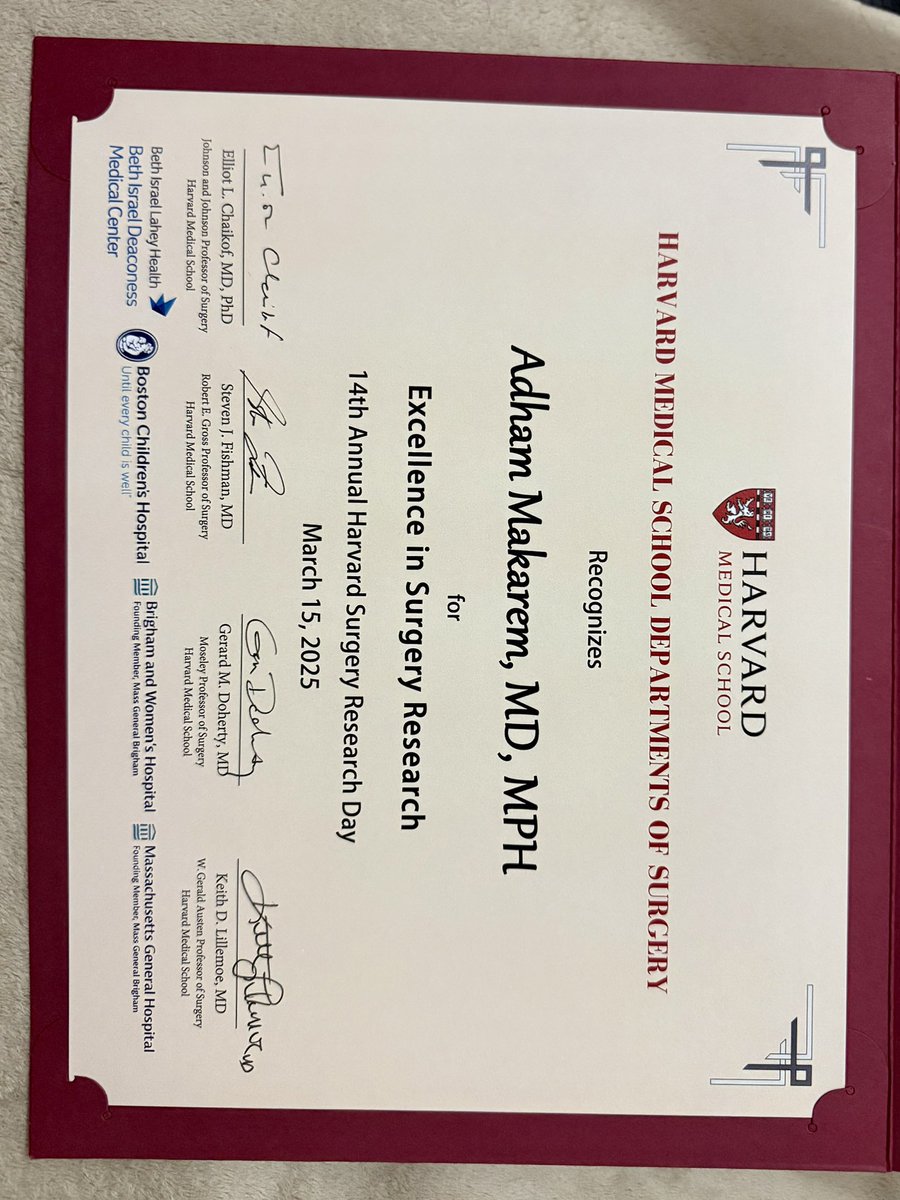 HARVARD
MEDICAL SCHOOL
HARVARD MEDICAL SCHOOL DEPARTMENTS OF SURGERY
Recognizes
Adham Makarem, MD, MPH
for
Excellence in Surgery Research
14th Annual Harvard Surgery Research Day
March 15, 2025
Elliot L. Chaikof, MD, PhD
Johnson and Johnson Professor of Surgery
Harvard Medical School
Steven J. Fishman, MD
Robert E. Gross Professor of Surgery
Harvard Medical School
Gerard M. Doherty, MD
Moseley Professor of Surgery
Harvard Medical School
Keith D. Lillemoe, MD
W. Gerald Austen Professor of Surgery
Harvard Medical School
Beth Israel Lahey Health
Beth Israel Deaconess
Medical Center
Boston Children's Hospital
Until every child is well™
Brigham and Women's Hospital
Founding Member, Mass General Brigham
Massachusetts General Hospital
Founding Member, Mass General Brigham